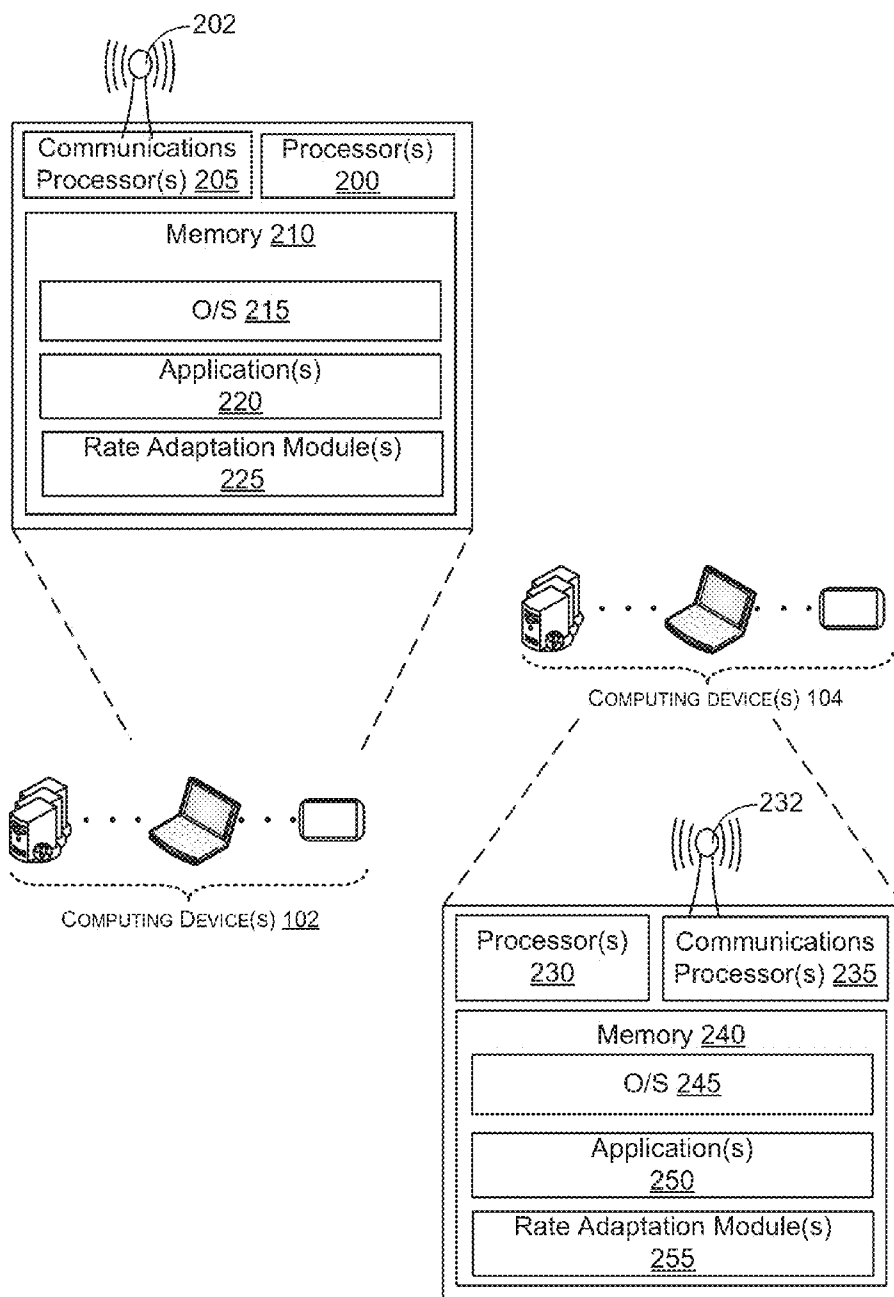 202
Communications
Processor(s) 205
Processor(s)
200
Memory 210
O/S 215
Application(s)
220
Rate Adaptation Module(s)
225
COMPUTING DEVICE(S) 104
COMPUTING DEVICE(S) 102
232
Processor(s)
230
Communications
Processor(s) 235
Memory 240
O/S 245
Application(s)
250
Rate Adaptation Module(s)
255